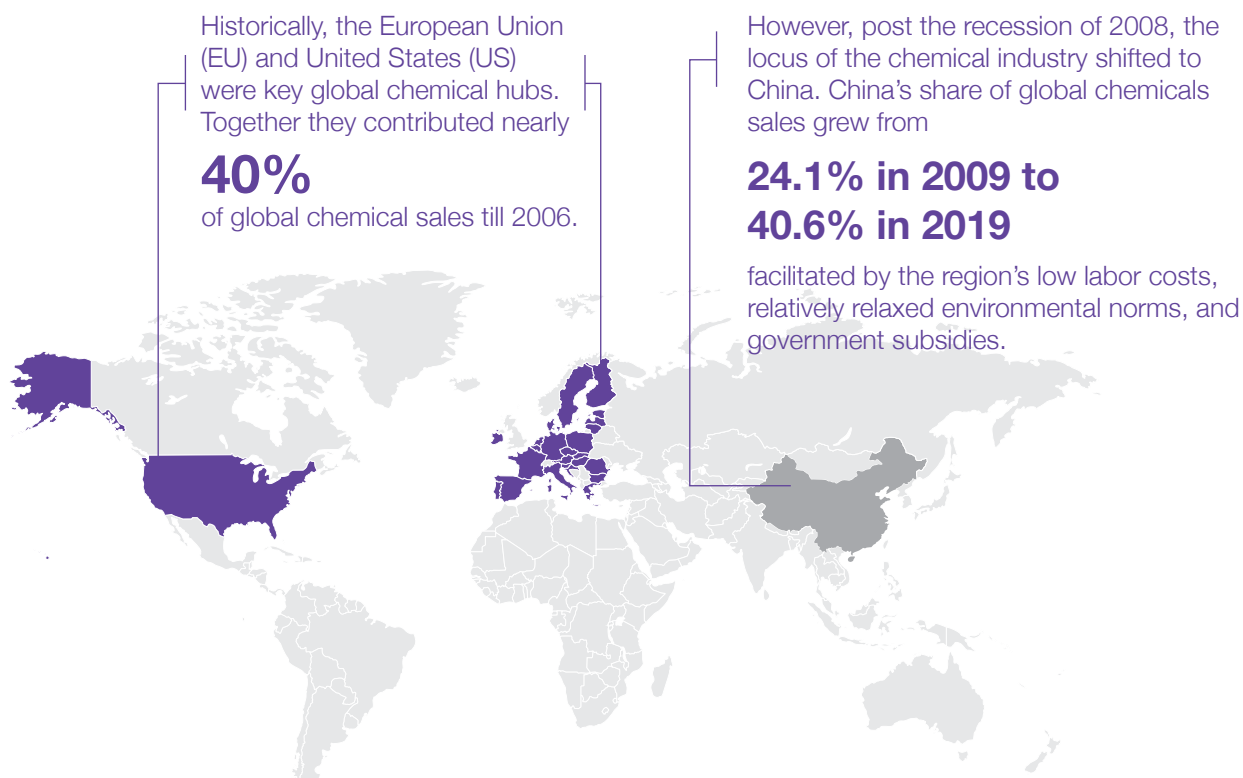 Historically, the European Union
(EU) and United States (US)
were key global chemical hubs.
Together they contributed nearly
40%
of global chemical sales till 2006.
However, post the recession of 2008, the
locus of the chemical industry shifted to
China. China’s share of global chemicals
sales grew from
24.1% in 2009 to
40.6% in 2019
facilitated by the region’s low labor costs,
relatively relaxed environmental norms, and
government subsidies.